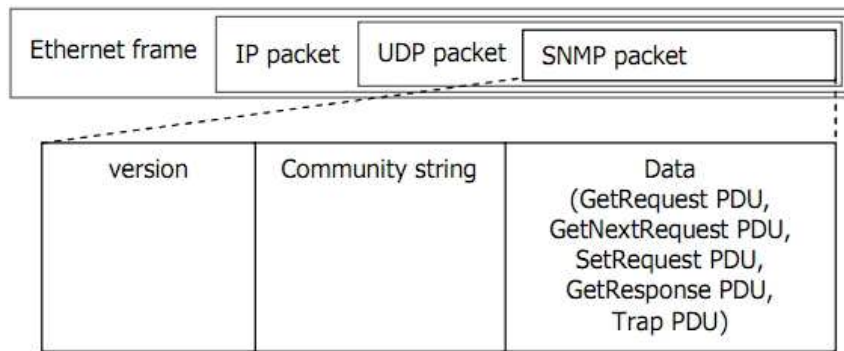 Ethernet frame
IP packet
UDP packet
SNMP packet
version
Community string
Data
(GetRequest PDU,
GetNextRequest PDU,
SetRequest PDU,
GetResponse PDU,
Trap PDU)